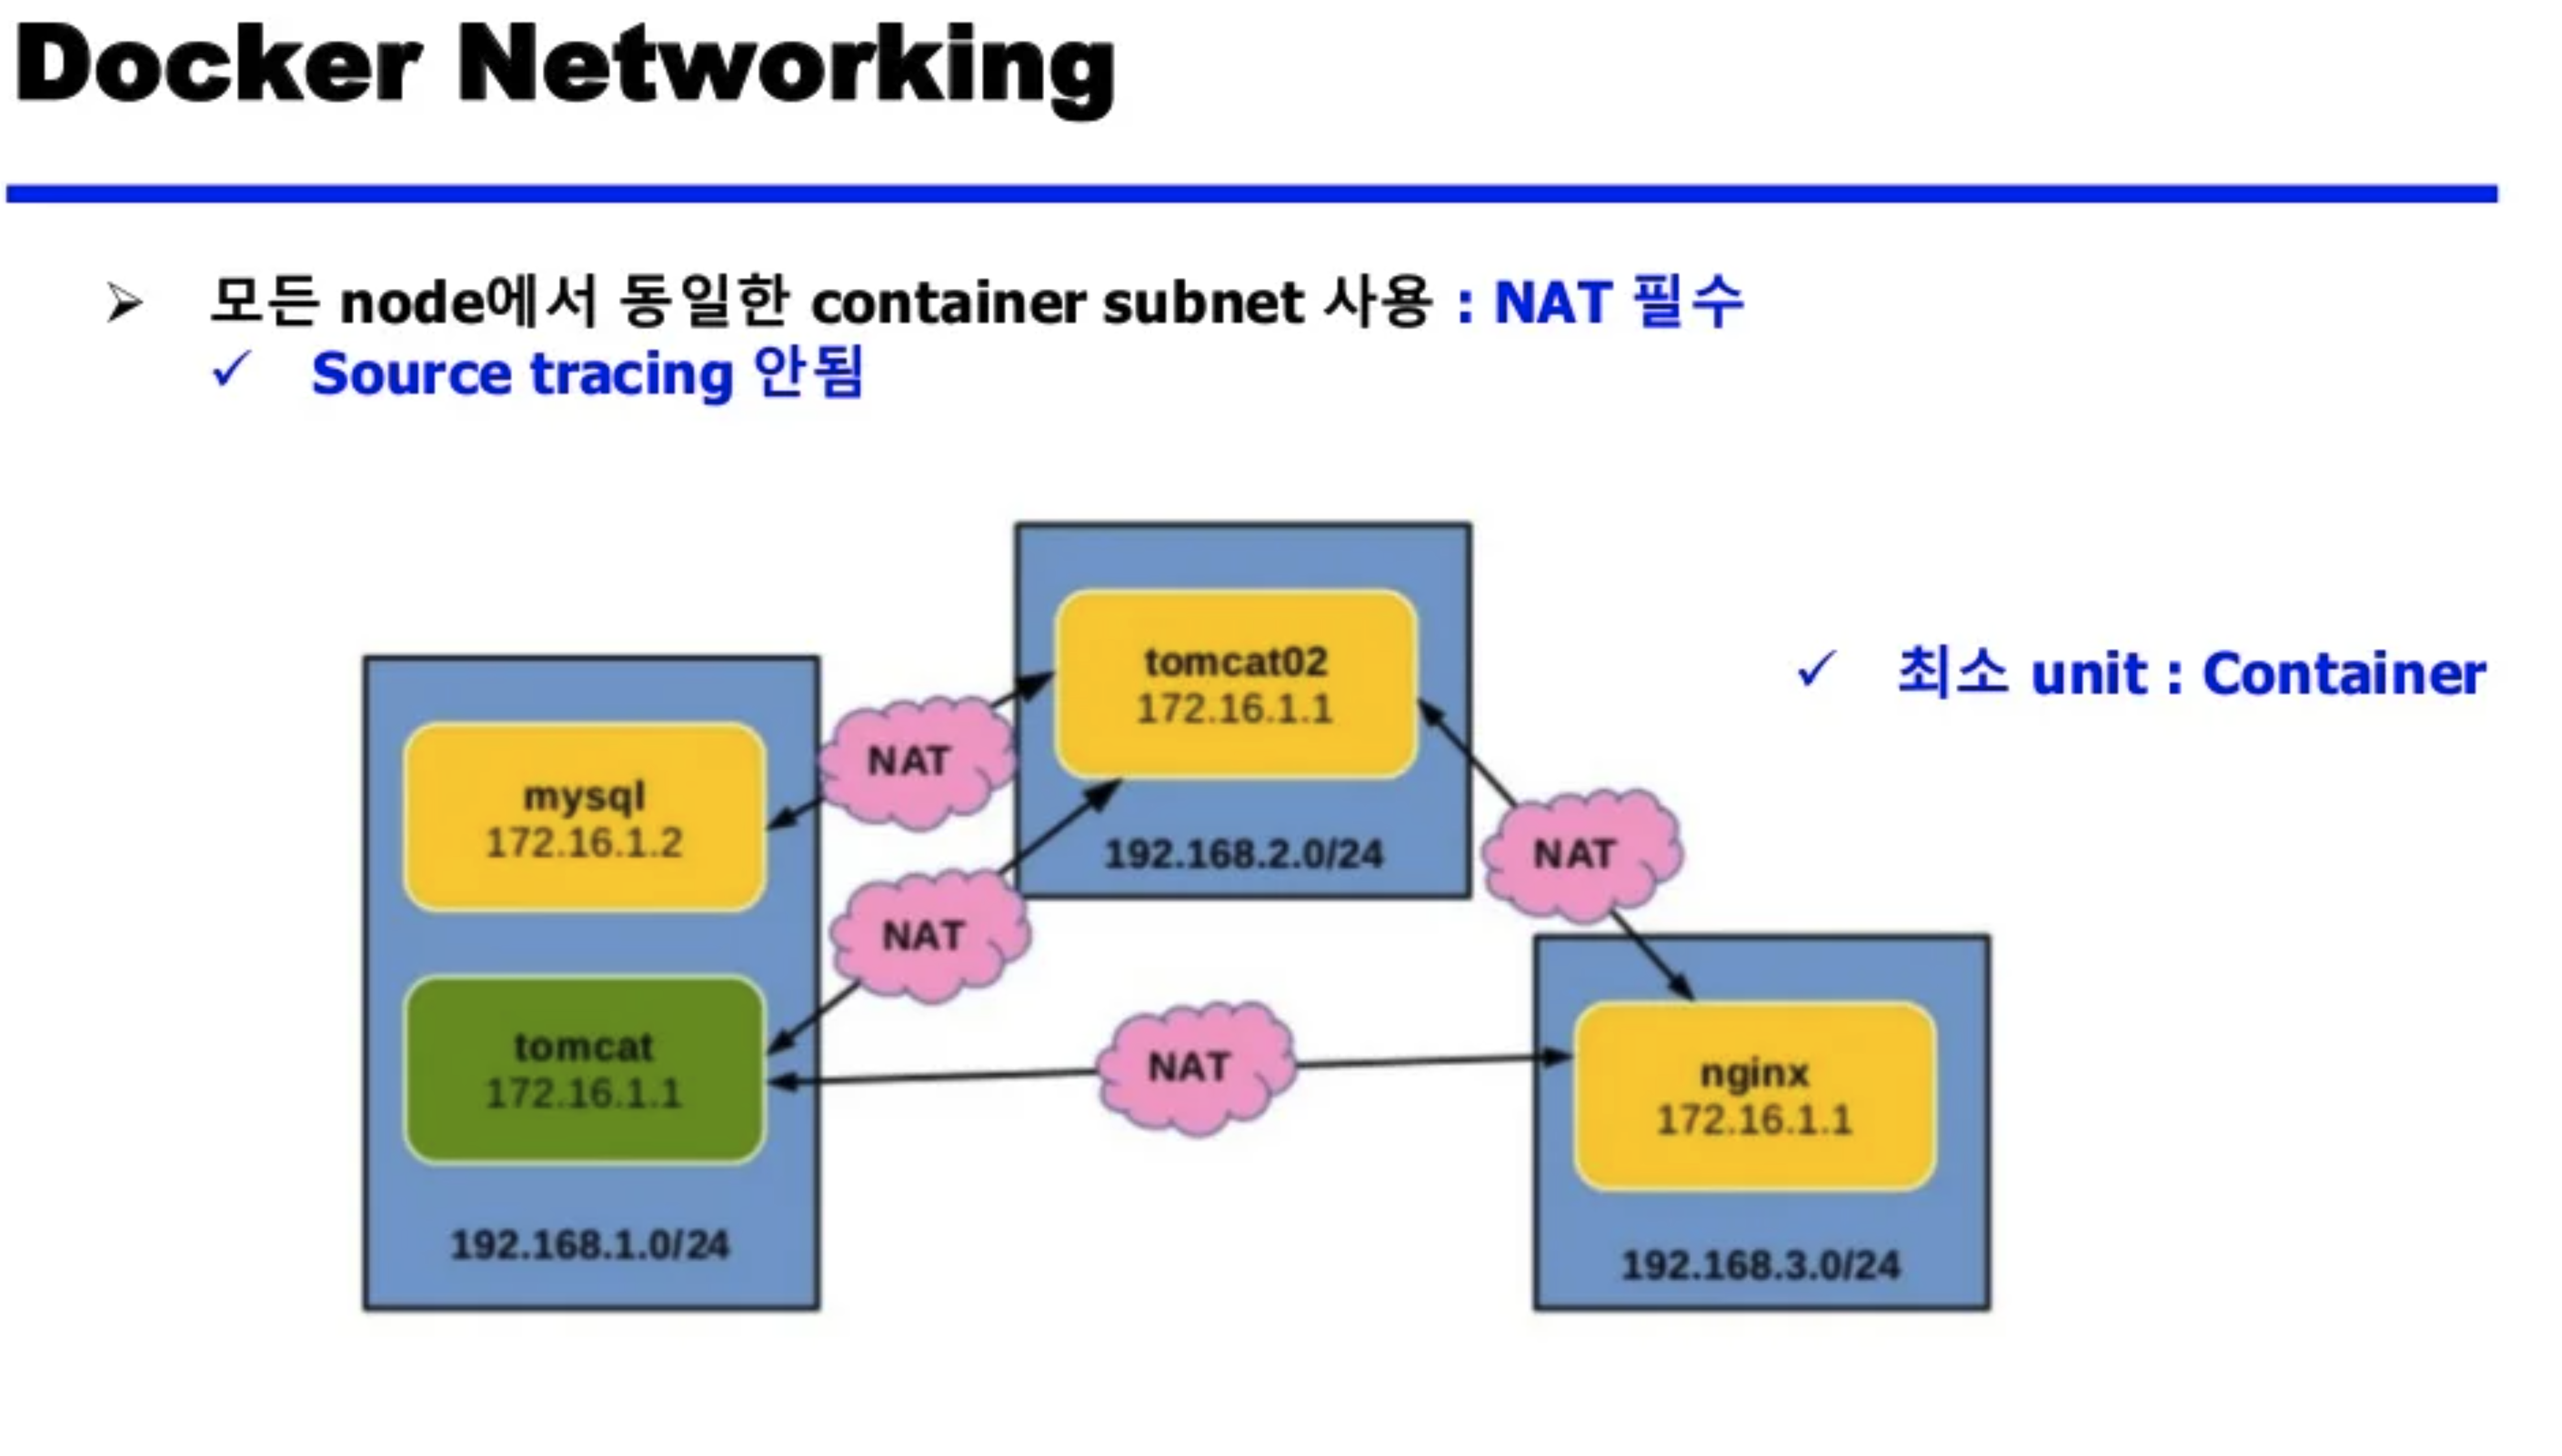 Docker Networking
➢ 모든 node에서 동일한 container subnet 사용 : NAT 필수
✓ Source tracing 안됨
tomcat02
172.16.1.1
192.168.2.0/24
✓ 최소 unit : Container
mysql
172.16.1.2
NAT
NAT
NAT
tomcat
172.16.1.1
NAT
nginx
172.16.1.1
192.168.1.0/24
192.168.3.0/24